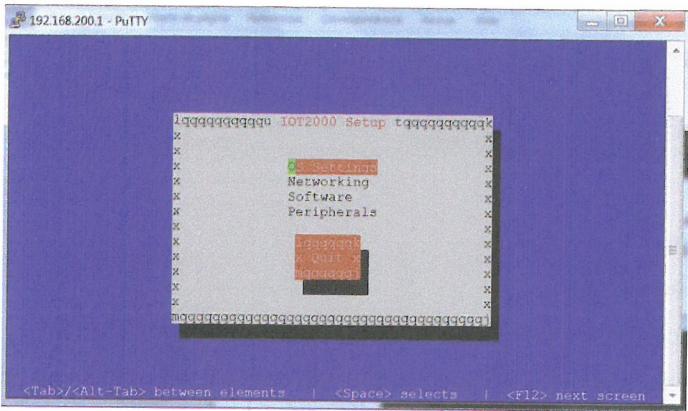 192.168.200.1 - PuTTY
lqqqqqqqqqqu IOT2000 Setup tqqqqqqqqqqk
x x
x x
x OS Settings x
x Networking x
x Software x
x Peripherals x
x x
x lqqqqqqk x
x x Quit x x
x mqqqqqqj x
x x
x x
mqqqqqqqqqqqqqqqqqqqqqqqqqqqqqqqqqqqqqj
<Tab>/<Alt-Tab> between elements | <Space> selects | <F12> next screen